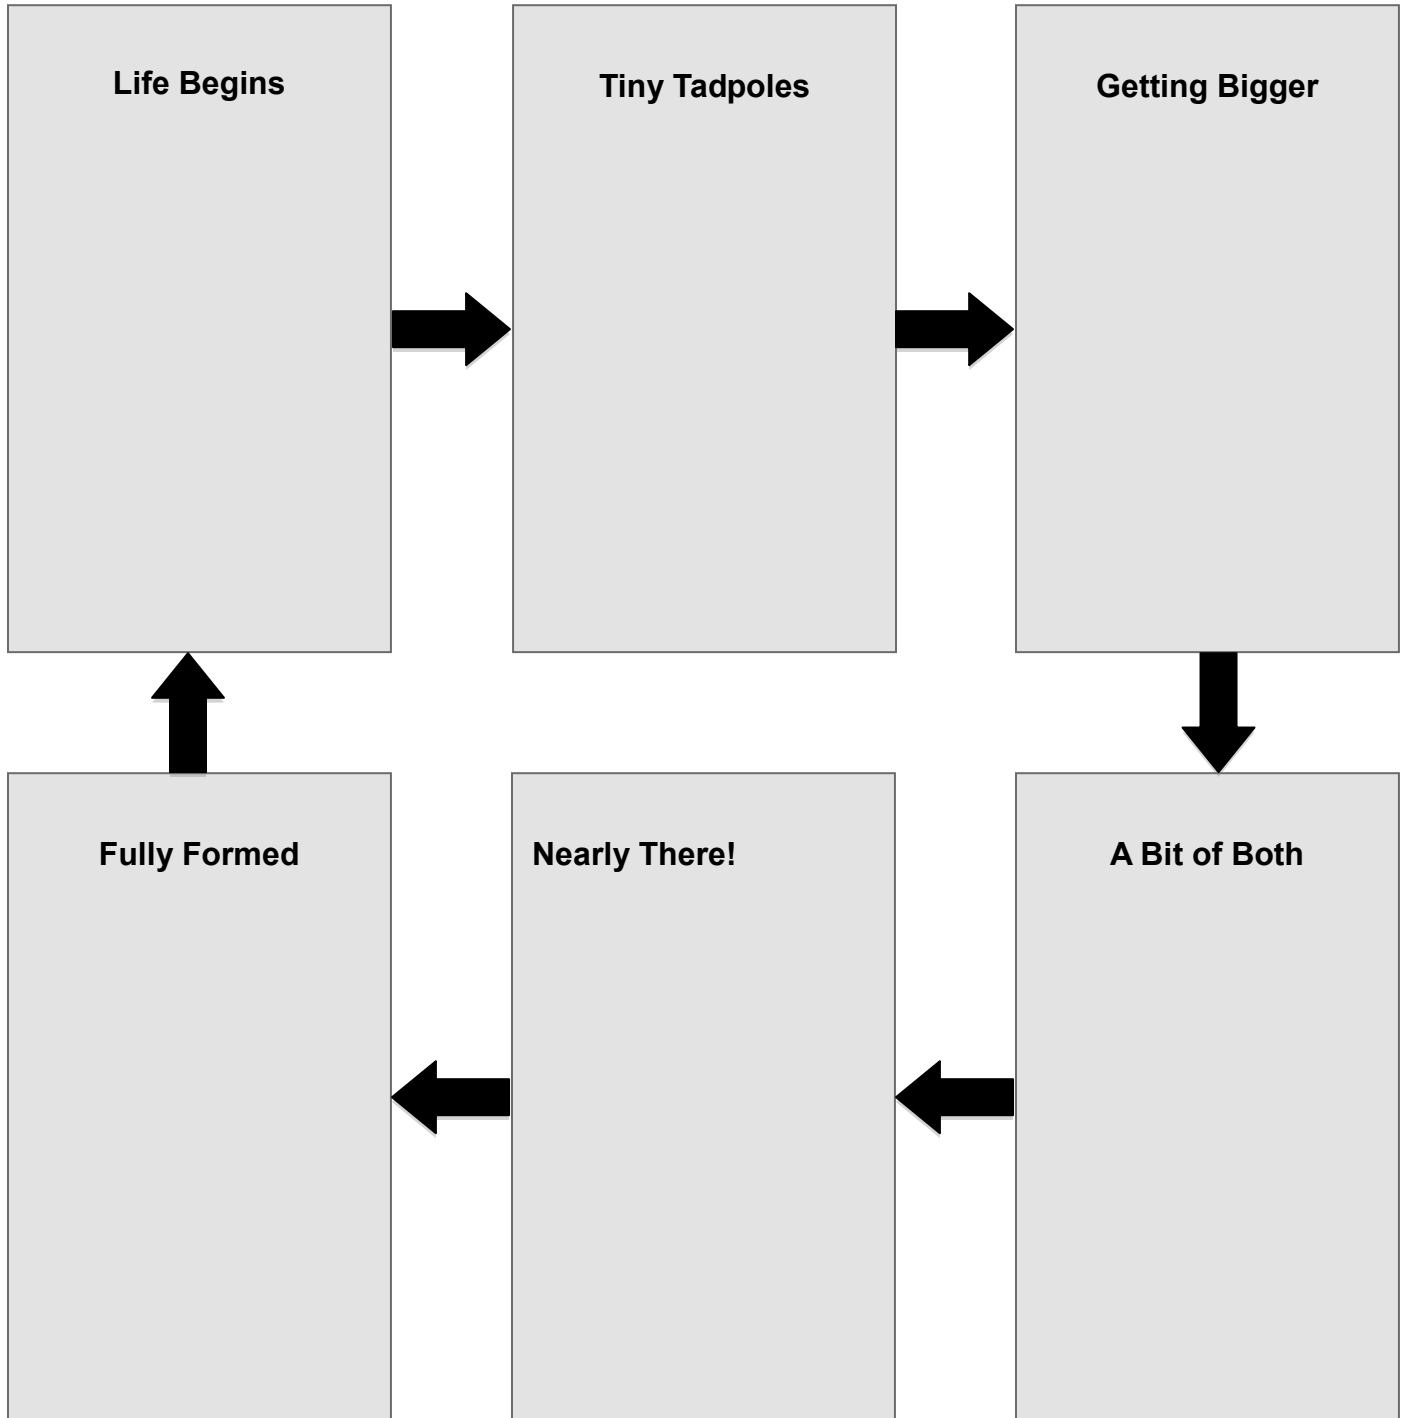 Life Begins
Tiny Tadpoles
Getting Bigger
Fully Formed
Nearly There!
A Bit of Both